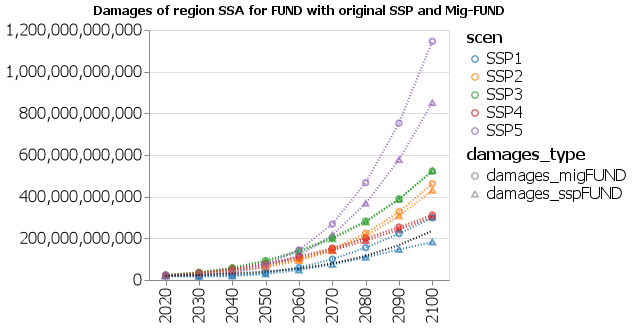 Damages of region SSA for FUND with original SSP and Mig-FUND
1,200,000,000,000
1,000,000,000,000
800,000,000,000
600,000,000,000
400,000,000,000
200,000,000,000
0
2020
2030
2040
2050
2060
2070
2080
2090
2100
scen
SSP1
SSP2
SSP3
SSP4
SSP5
damages_type
damages_migFUND
damages_sspFUND